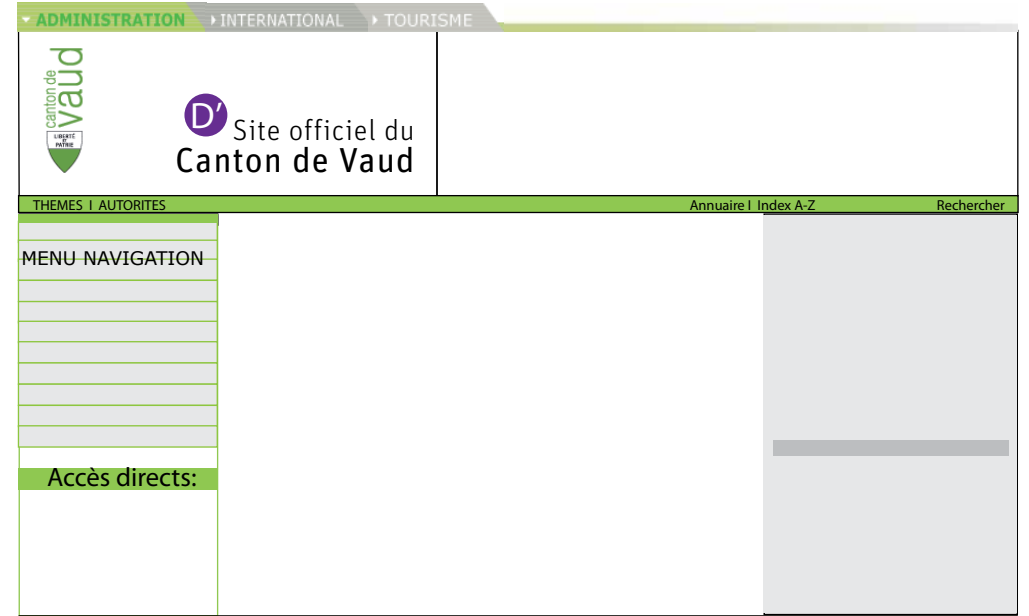 ADMINISTRATION INTERNATIONAL TOURISME
canton de
vaud
LIBERTÉ
ET
PATRIE
D'
Site officiel du
Canton de Vaud
THEMES I AUTORITES Annuaire I Index A-Z Rechercher
MENU NAVIGATION
Accès directs: